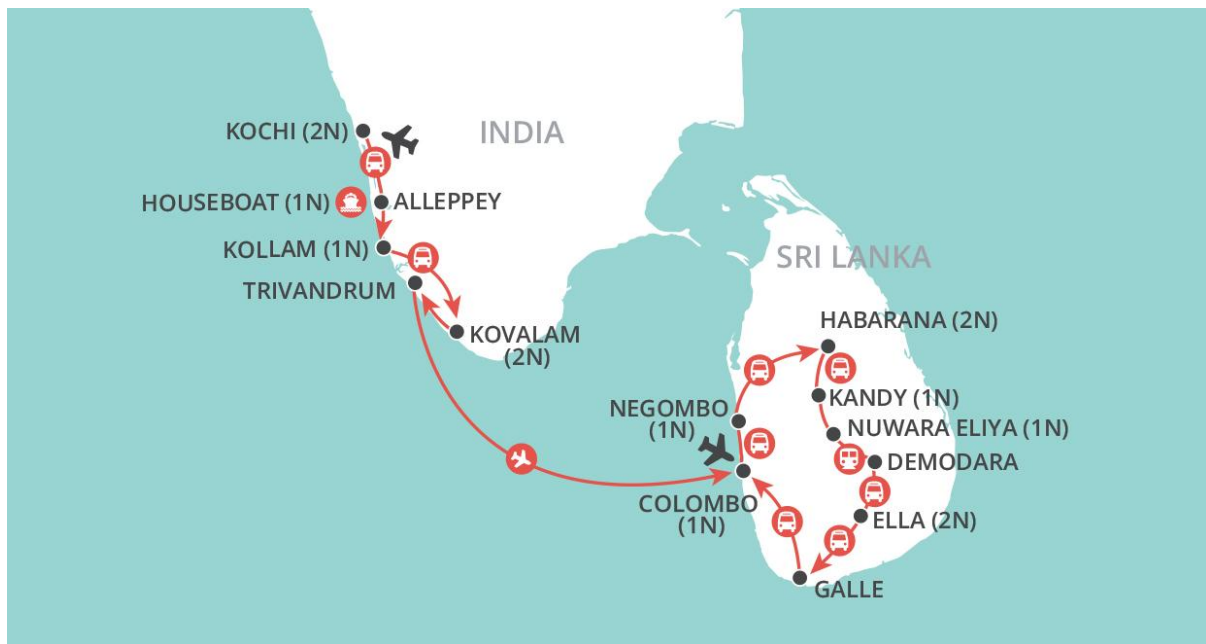 KOCHI (2N)
INDIA
HOUSEBOAT (1N)
ALLEPPEY
KOLLAM (1N)
TRIVANDRUM
KOVALAM
(2N)
SRI LANKA
HABARANA (2N)
KANDY (1N)
NEGOMBO
(1N)
NUWARA ELIYA (1N)
DEMODARA
COLOMBO
(1N)
ELLA (2N)
GALLE